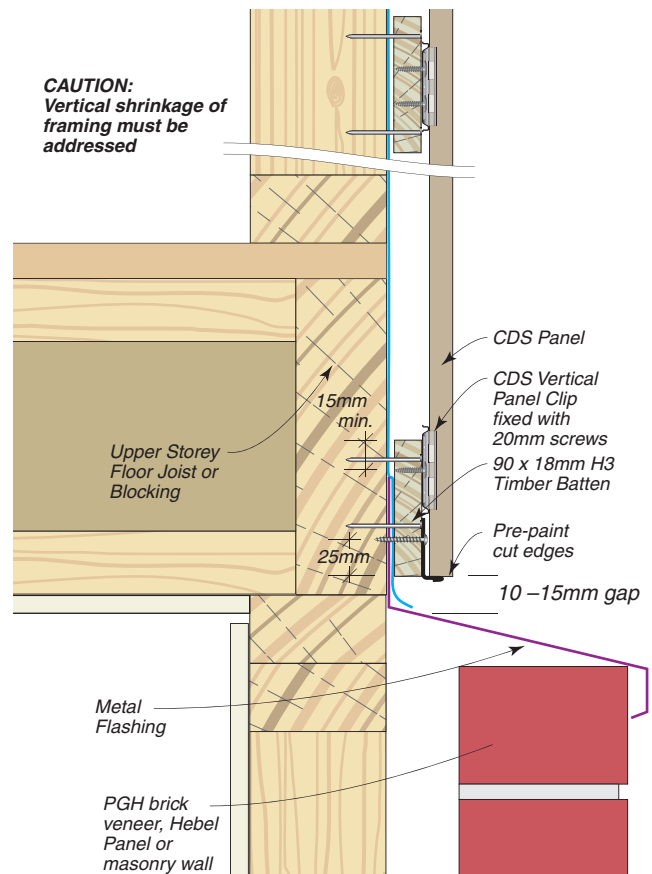 CAUTION:
Vertical shrinkage of
framing must be
addressed
CDS Panel
CDS Vertical
Panel Clip
fixed with
20mm screws
15mm
min.
Upper Storey
Floor Joist or
Blocking
90 x 18mm H3
Timber Batten
25mm
Pre-paint
cut edges
10 –15mm gap
Metal
Flashing
PGH brick
veneer, Hebel
Panel or
masonry wall